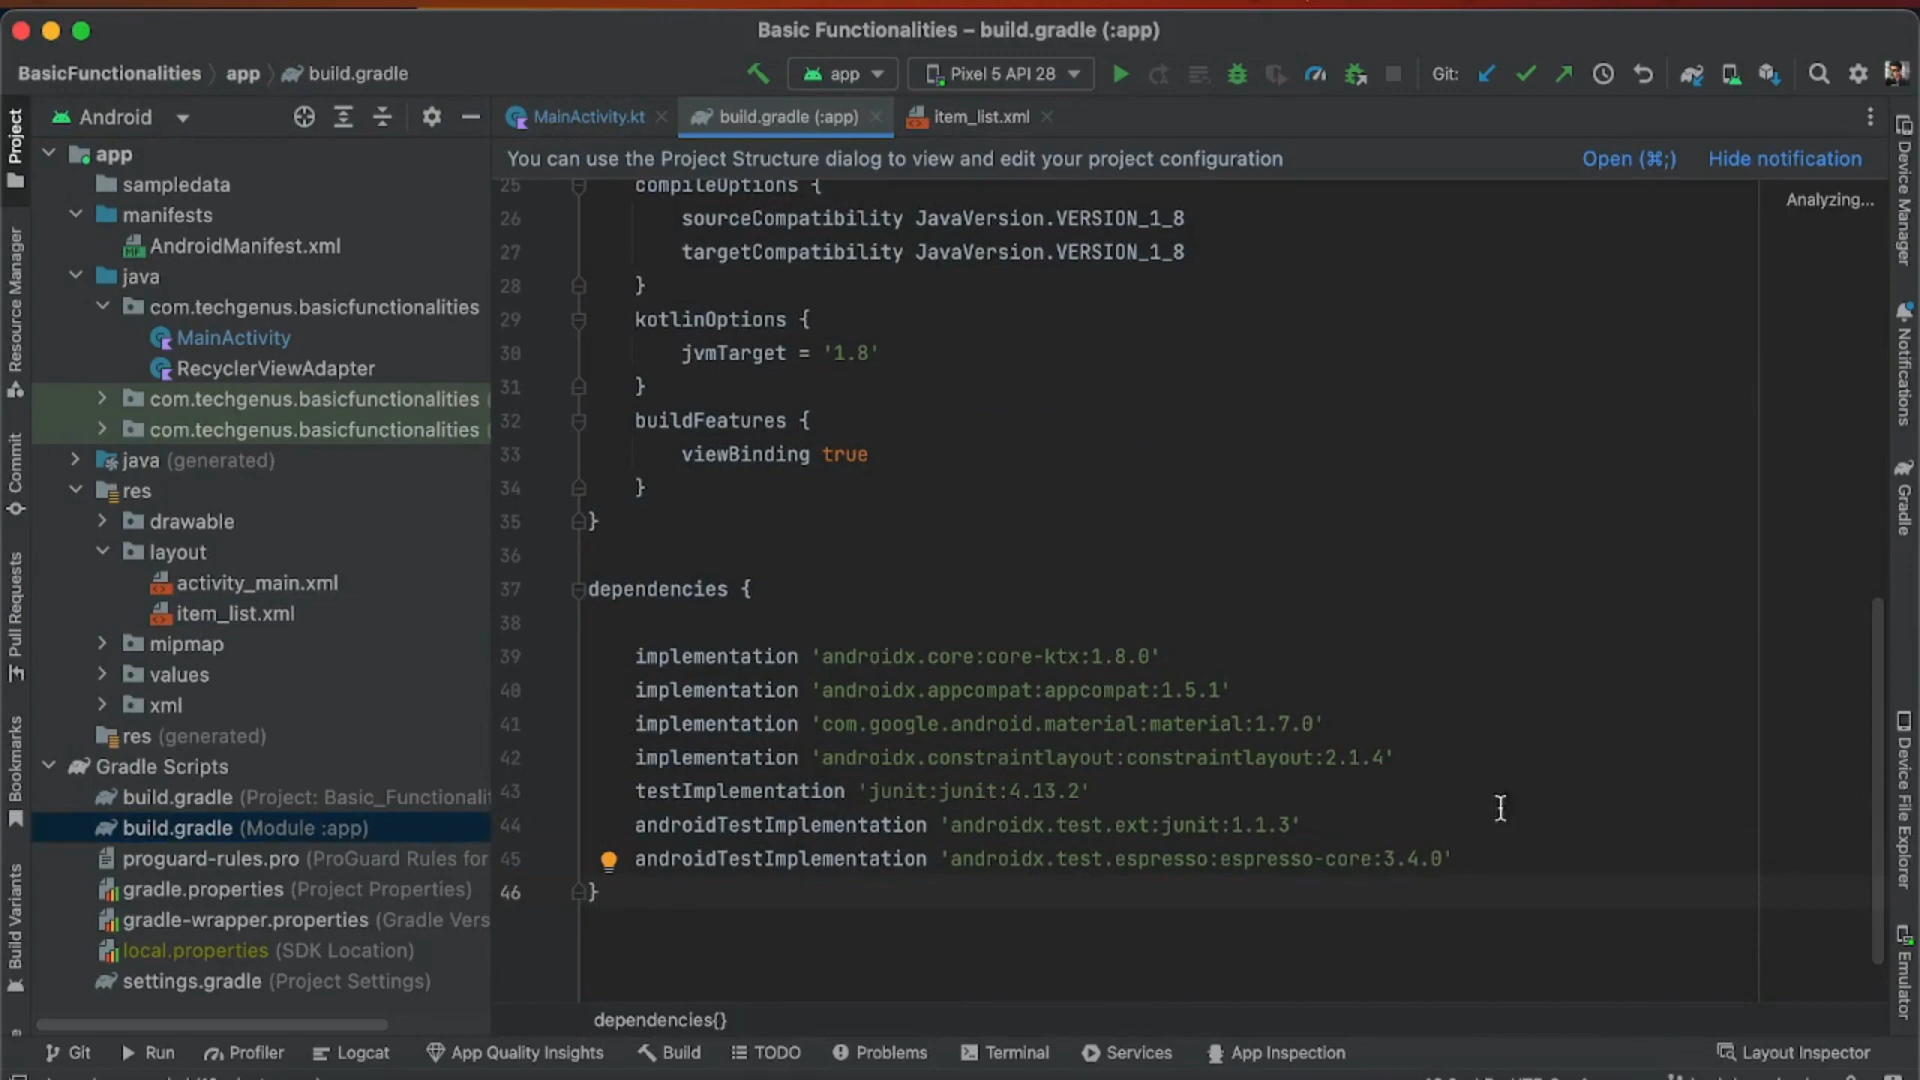 Basic Functionalities – build.gradle (:app)
BasicFunctionalities
app
build.gradle
app
Pixel 5 API 28
Git:
Project
Android
MainActivity.kt
build.gradle (:app)
item_list.xml
You can use the Project Structure dialog to view and edit your project configuration
Open (⌘;)
Hide notification
Analyzing...
app
sampledata
manifests
AndroidManifest.xml
java
com.techgenus.basicfunctionalities
MainActivity
RecyclerViewAdapter
com.techgenus.basicfunctionalities (
com.techgenus.basicfunctionalities (
java (generated)
res
drawable
layout
activity_main.xml
item_list.xml
mipmap
values
xml
res (generated)
Gradle Scripts
build.gradle (Project: Basic_Functionalit
build.gradle (Module :app)
proguard-rules.pro (ProGuard Rules for
gradle.properties (Project Properties)
gradle-wrapper.properties (Gradle Vers
local.properties (SDK Location)
settings.gradle (Project Settings)
25 compileOptions {
26 sourceCompatibility JavaVersion.VERSION_1_8
27 targetCompatibility JavaVersion.VERSION_1_8
28 }
29 kotlinOptions {
30 jvmTarget = '1.8'
31 }
32 buildFeatures {
33 viewBinding true
34 }
35 }
36
37 dependencies {
38
39 implementation 'androidx.core:core-ktx:1.8.0'
40 implementation 'androidx.appcompat:appcompat:1.5.1'
41 implementation 'com.google.android.material:material:1.7.0'
42 implementation 'androidx.constraintlayout:constraintlayout:2.1.4'
43 testImplementation 'junit:junit:4.13.2'
44 androidTestImplementation 'androidx.test.ext:junit:1.1.3'
45 androidTestImplementation 'androidx.test.espresso:espresso-core:3.4.0'
46 }
dependencies{}
Resource Manager
Commit
Pull Requests
Bookmarks
Build Variants
Device Manager
Notifications
Gradle
Device File Explorer
Emulator
Git
Run
Profiler
Logcat
App Quality Insights
Build
TODO
Problems
Terminal
Services
App Inspection
Layout Inspector